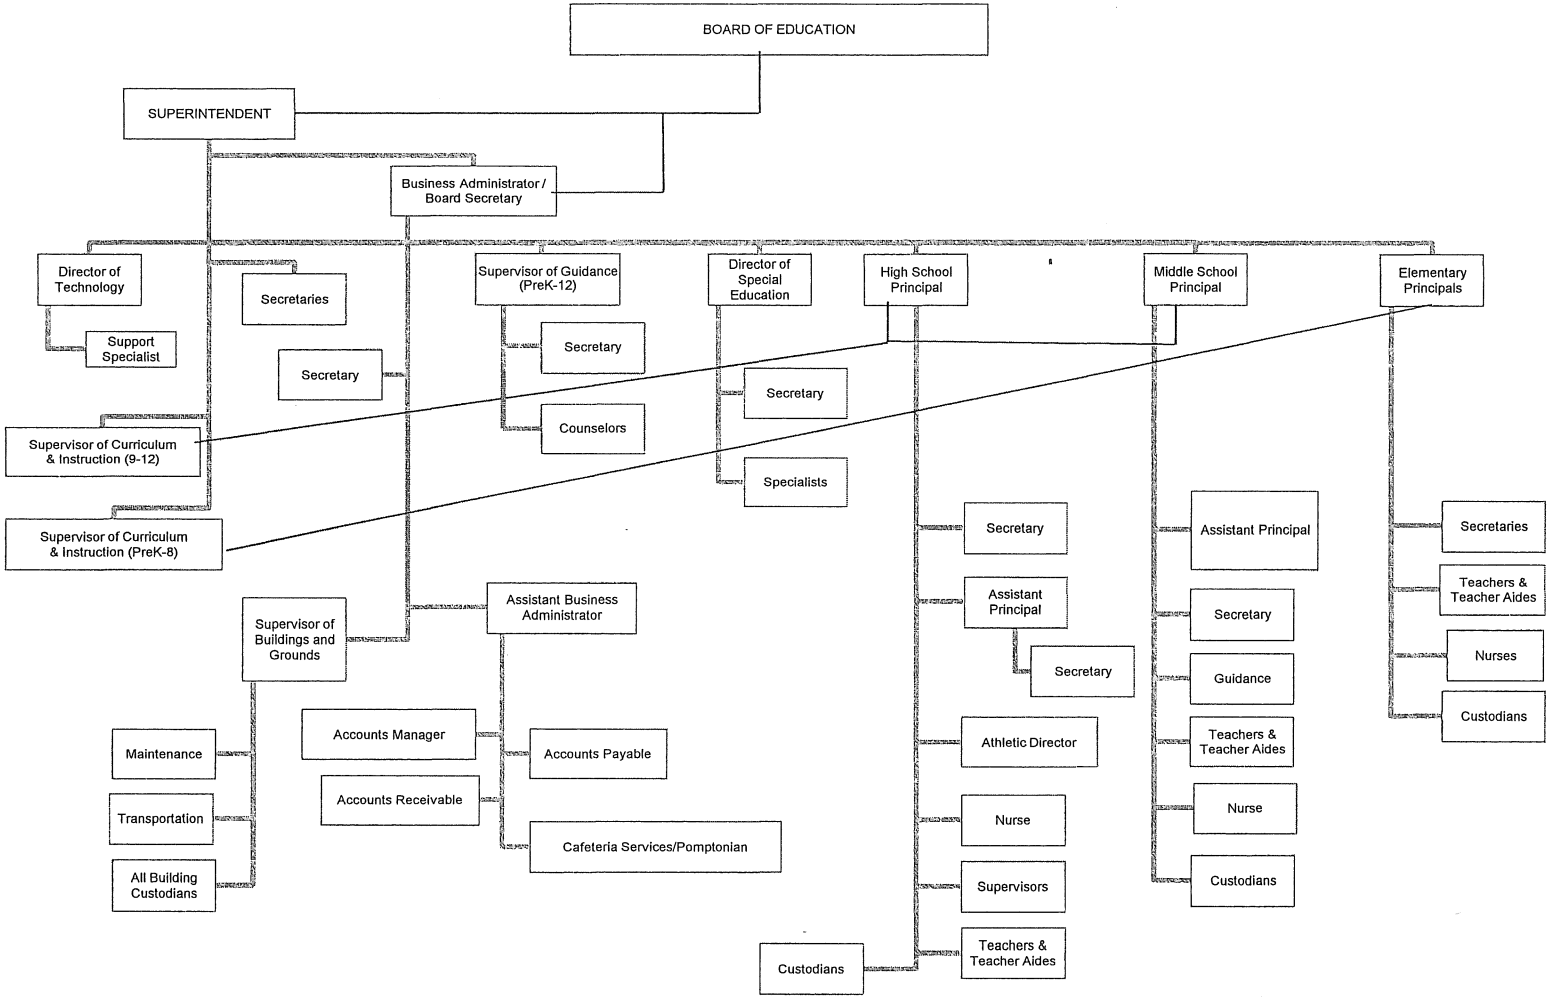 BOARD OF EDUCATION
SUPERINTENDENT
Business Administrator /
Board Secretary
Director of
Technology
Support
Specialist
Secretaries
Secretary
Supervisor of Guidance
(PreK-12)
Secretary
Counselors
Director of
Special
Education
Secretary
Specialists
High School
Principal
Middle School
Principal
Elementary
Principals
Supervisor of Curriculum
& Instruction (9-12)
Supervisor of Curriculum
& Instruction (PreK-8)
Supervisor of
Buildings and
Grounds
Maintenance
Transportation
All Building
Custodians
Assistant Business
Administrator
Accounts Manager
Accounts Payable
Accounts Receivable
Cafeteria Services/Pomptonian
Secretary
Assistant
Principal
Secretary
Athletic Director
Nurse
Supervisors
Teachers &
Teacher Aides
Custodians
Assistant Principal
Secretary
Guidance
Teachers &
Teacher Aides
Nurse
Custodians
Secretaries
Teachers &
Teacher Aides
Nurses
Custodians